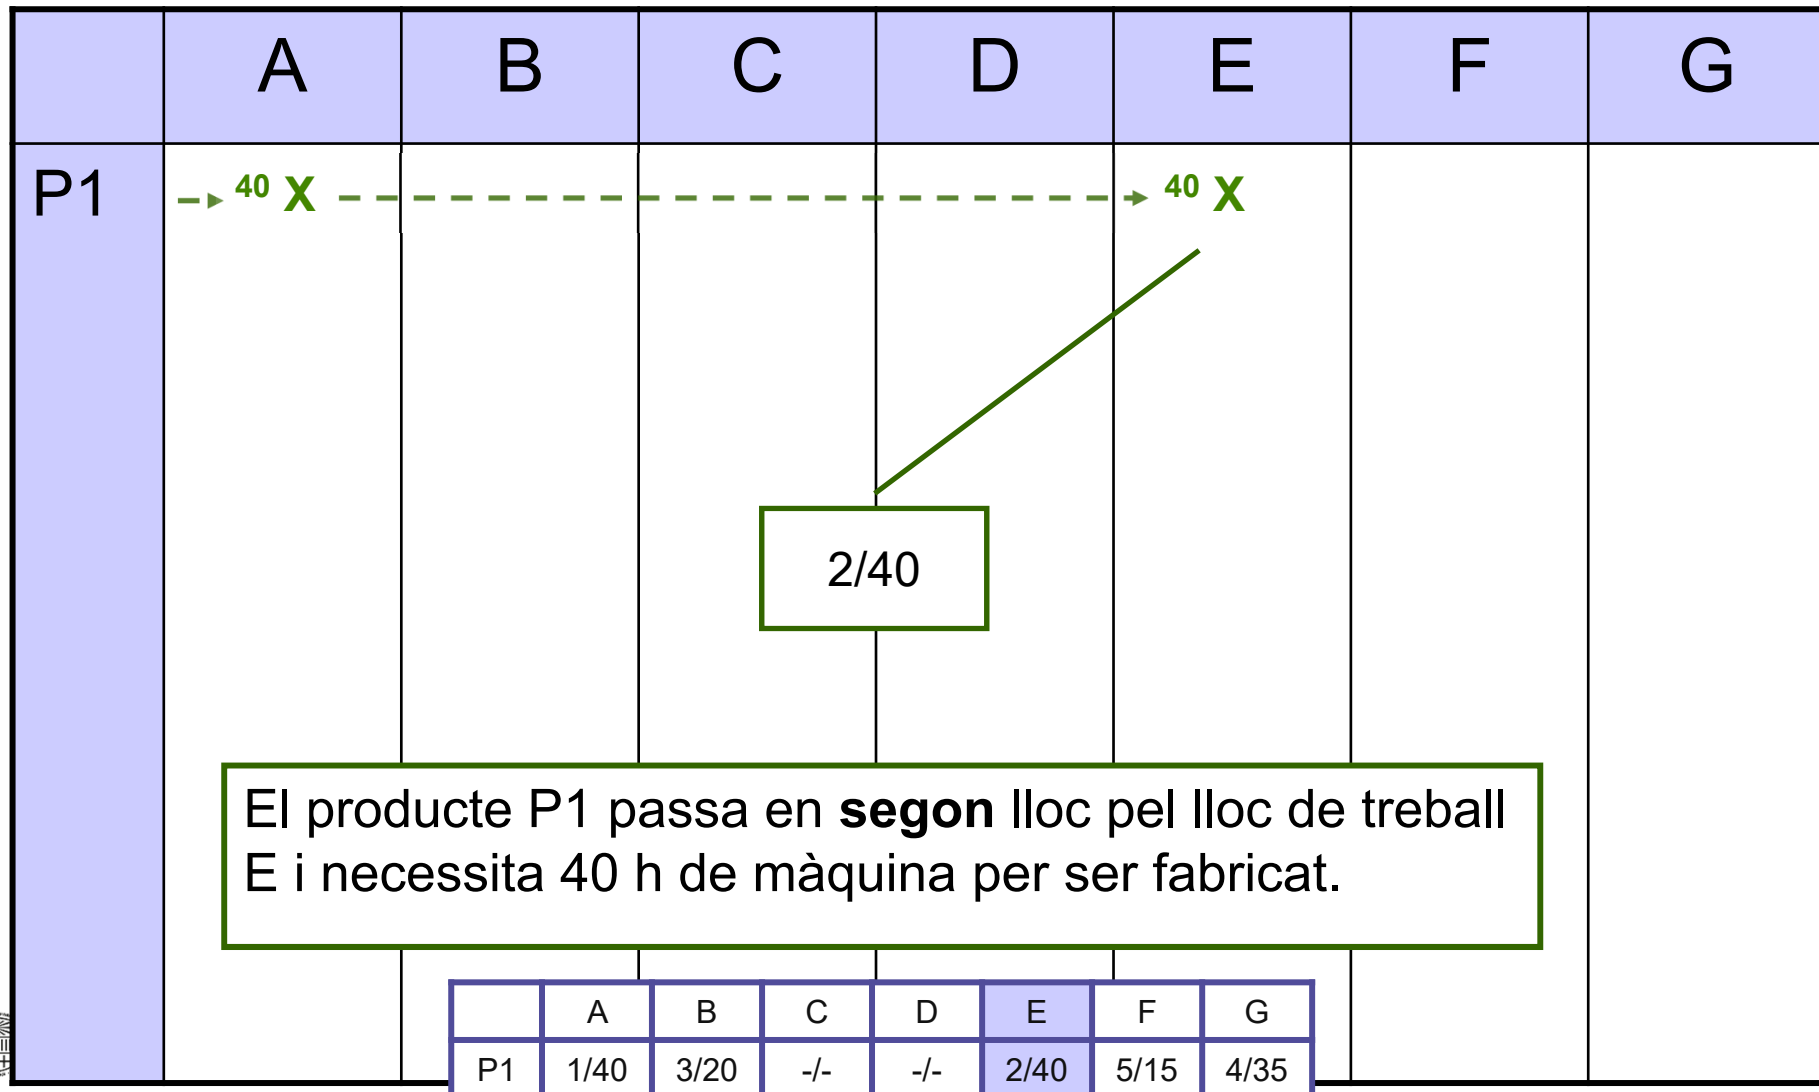 A B C D E F G
P1 40 X 40 X
2/40
El producte P1 passa en segon lloc pel lloc de treball
E i necessita 40 h de màquina per ser fabricat.
A B C D E F G
P1 1/40 3/20 -/- -/- 2/40 5/15 4/35